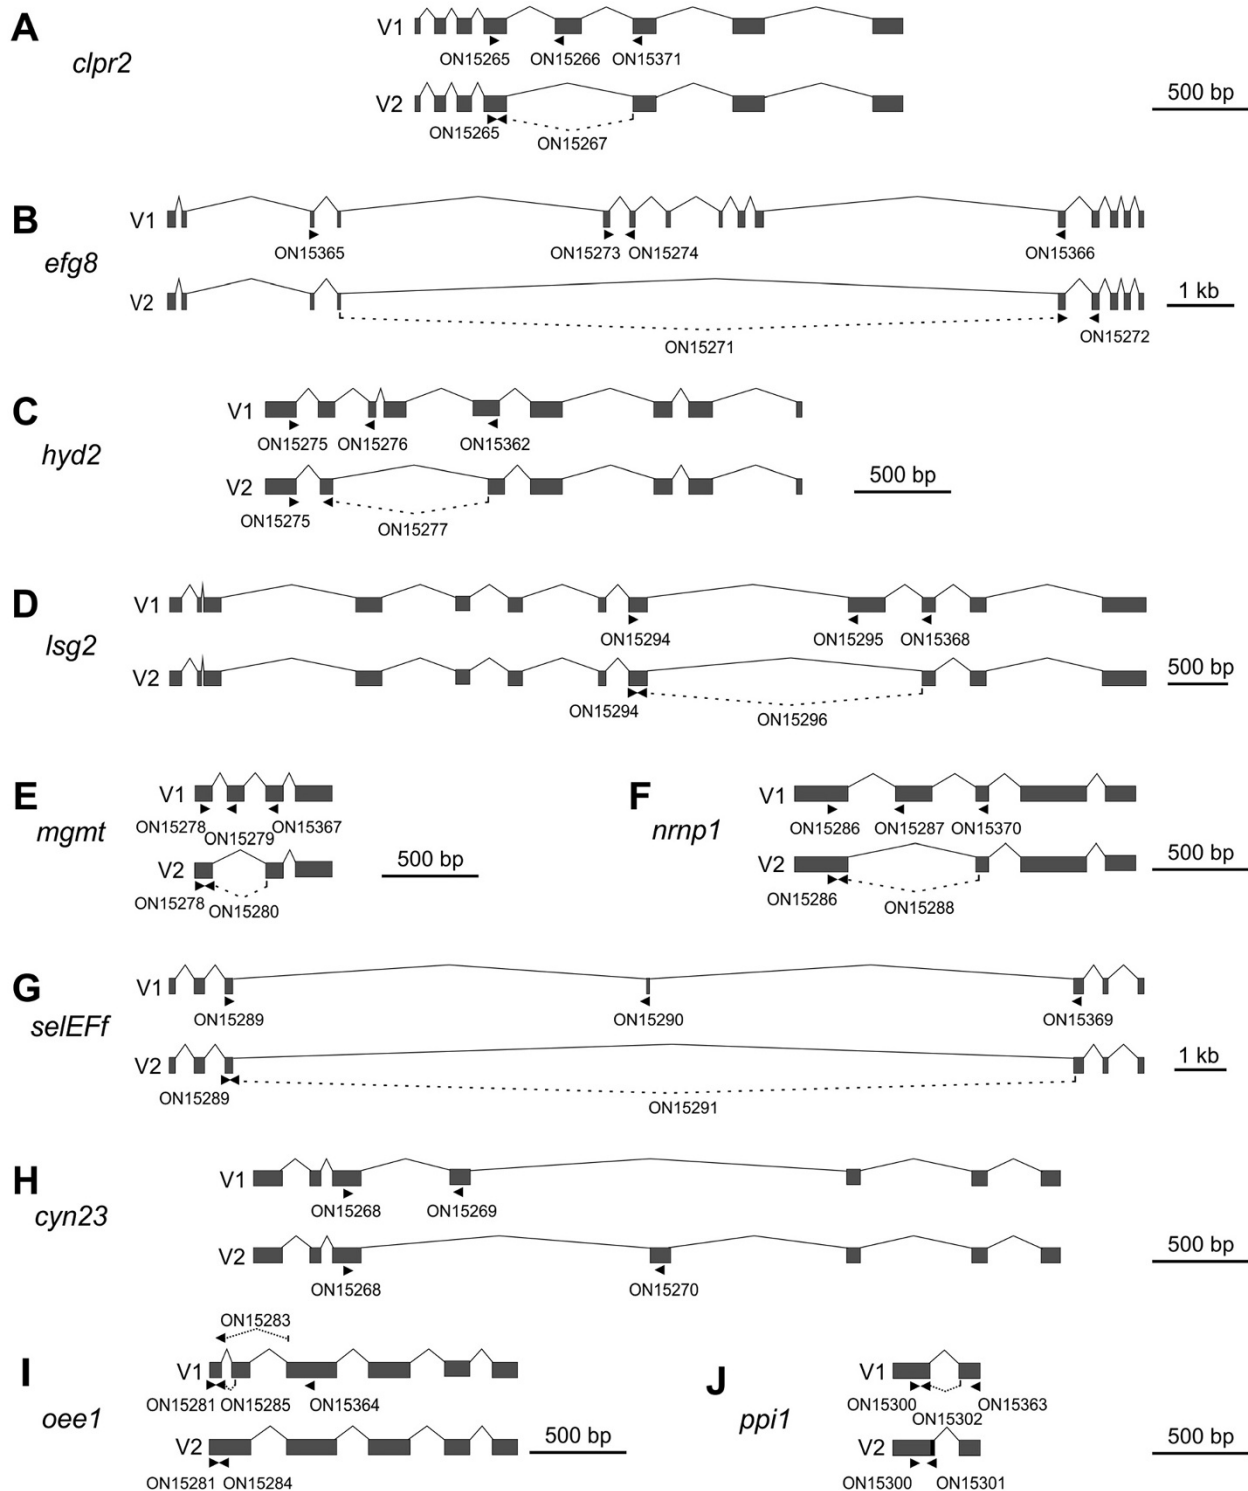 A
clpr2
V1
ON15265 ON15266 ON15371
V2
ON15265
ON15267
500 bp
B
efg8
V1
ON15365 ON15273 ON15274 ON15366
V2
1 kb
ON15271
ON15272
C
hyd2
V1
ON15275 ON15276 ON15362
V2
500 bp
ON15275
ON15277
D
lsg2
V1
ON15294 ON15295 ON15368
V2
500 bp
ON15294
ON15296
E
mgmt
V1
ON15278 ON15279 ON15367
V2
500 bp
ON15278 ON15280
F
nrnp1
V1
ON15286 ON15287 ON15370
V2
500 bp
ON15286
ON15288
G
selEFf
V1
ON15289 ON15290 ON15369
V2
1 kb
ON15289
ON15291
H
cyn23
V1
ON15268 ON15269
V2
500 bp
ON15268 ON15270
I
oee1
ON15283
V1
ON15281 ON15285 ON15364
V2
500 bp
ON15281 ON15284
J
ppi1
V1
ON15300 ON15363
ON15302
V2
500 bp
ON15300 ON15301